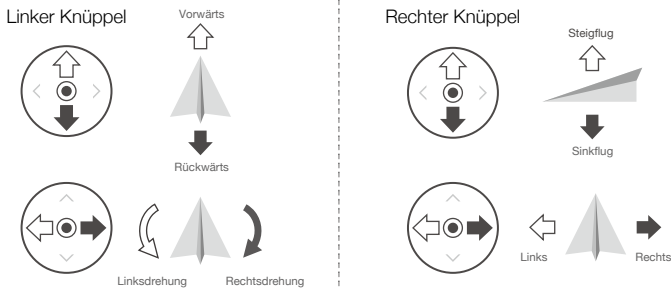 Linker Knüppel
Vorwärts
Rückwärts
Linksdrehung
Rechtsdrehung
Rechter Knüppel
Steigflug
Sinkflug
Links
Rechts